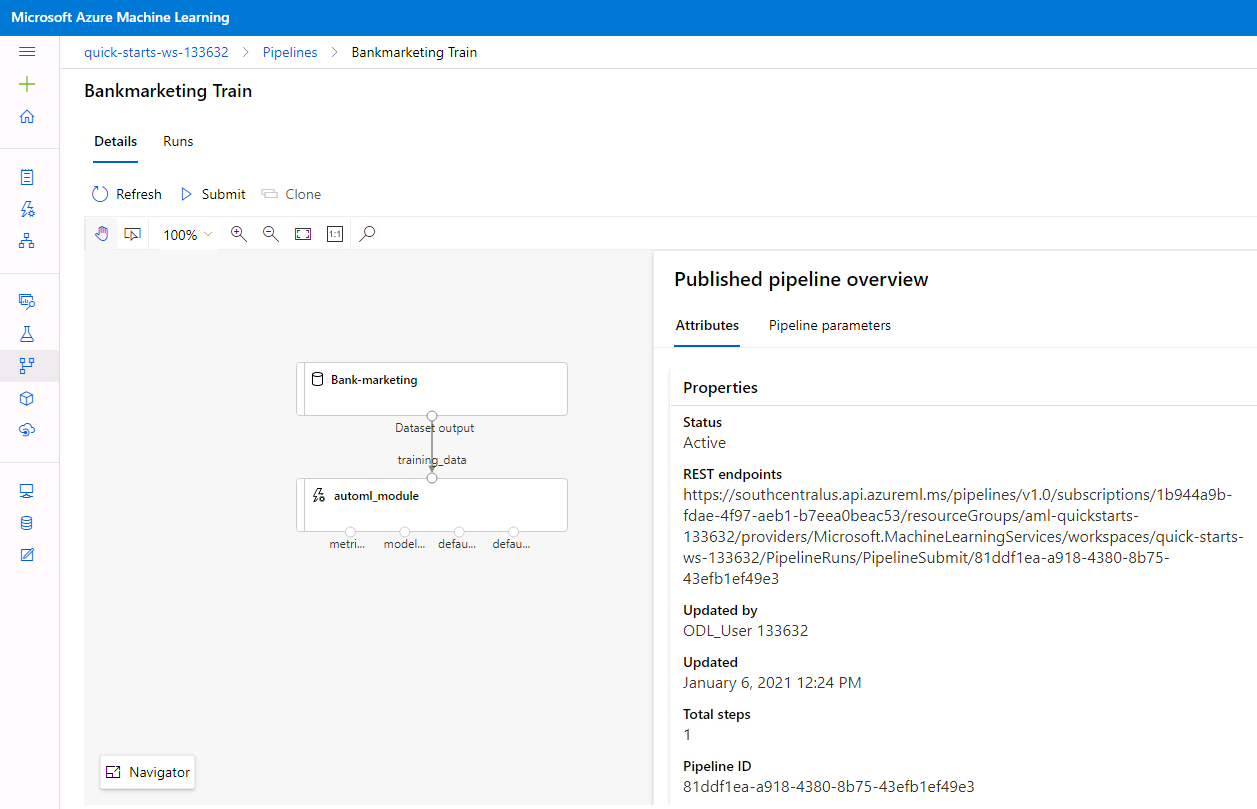 Microsoft Azure Machine Learning
quick-starts-ws-133632 > Pipelines > Bankmarketing Train
Bankmarketing Train
Details Runs
Refresh Submit Clone
100% 1:1
Published pipeline overview
Attributes Pipeline parameters
Bank-marketing
Dataset output
training_data
automl_module
metri... model... defau... defau...
Navigator
Properties
Status
Active
REST endpoints
https://southcentralus.api.azureml.ms/pipelines/v1.0/subscriptions/1b944a9b-
fdae-4f97-aeb1-b7eea0beac53/resourceGroups/aml-quickstarts-
133632/providers/Microsoft.MachineLearningServices/workspaces/quick-starts-
ws-133632/PipelineRuns/PipelineSubmit/81ddf1ea-a918-4380-8b75-
43efb1ef49e3
Updated by
ODL_User 133632
Updated
January 6, 2021 12:24 PM
Total steps
1
Pipeline ID
81ddf1ea-a918-4380-8b75-43efb1ef49e3